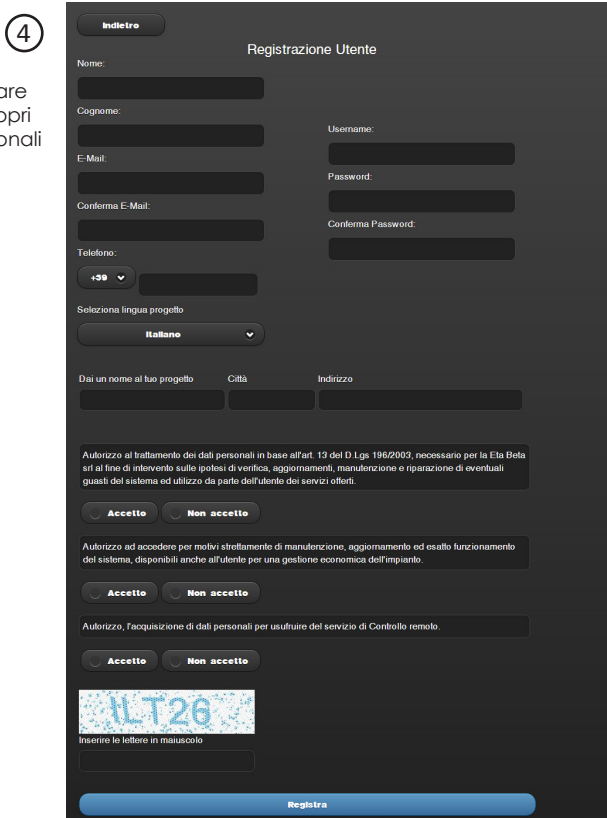 4
Indietro
Registrazione Utente
Nome:
Cognome:
E-Mail:
Conferma E-Mail:
Telefono:
+39
Seleziona lingua progetto
Italiano
Username:
Password:
Conferma Password:
Dai un nome al tuo progetto Città Indirizzo
Autorizzo al trattamento dei dati personali in base all'art. 13 del D.Lgs 196/2003, necessario per la Eta Beta
srl al fine di intervento sulle ipotesi di verifica, aggiornamenti, manutenzione e riparazione di eventuali
guasti del sistema ed utilizzo da parte dell'utente dei servizi offerti.
Accetto Non accetto
Autorizzo ad accedere per motivi strettamente di manutenzione, aggiornamento ed esatto funzionamento
del sistema, disponibili anche all'utente per una gestione economica dell'impianto.
Accetto Non accetto
Autorizzo, l'acquisizione di dati personali per usufruire del servizio di Controllo remoto.
Accetto Non accetto
Inserire le lettere in maiuscolo
Registra